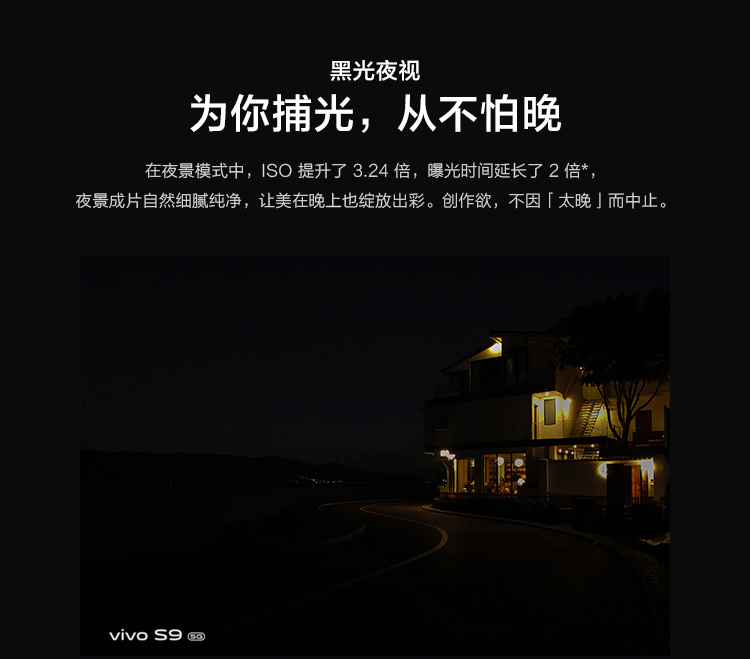 黑光夜视
为你捕光，从不怕晚
在夜景模式中，ISO 提升了 3.24 倍，曝光时间延长了 2 倍*，
夜景成片自然细腻纯净，让美在晚上也绽放出彩。创作欲，不因「太晚」而中止。
vivo S9 5G